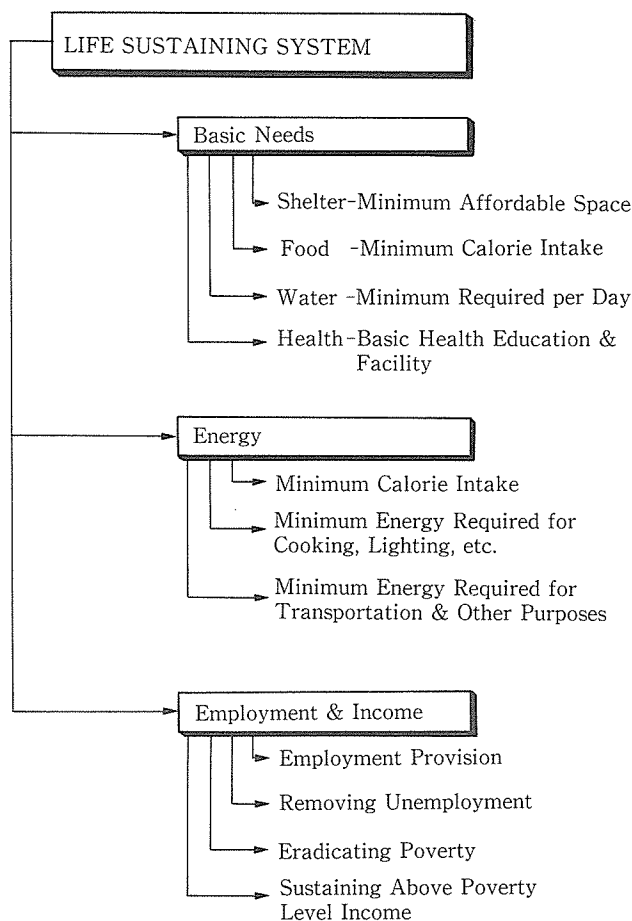 LIFE SUSTAINING SYSTEM
Basic Needs
Shelter-Minimum Affordable Space
Food -Minimum Calorie Intake
Water -Minimum Required per Day
Health-Basic Health Education &
Facility
Energy
Minimum Calorie Intake
Minimum Energy Required for
Cooking, Lighting, etc.
Minimum Energy Required for
Transportation & Other Purposes
Employment & Income
Employment Provision
Removing Unemployment
Eradicating Poverty
Sustaining Above Poverty
Level Income